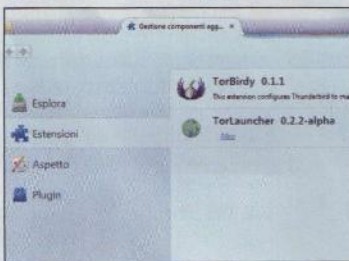 Gestione componenti agg...
Esplora
Estensioni
Aspetto
Plugin
TorBirdy 0.1.1
This extension configures Thunderbird to ma
TorLauncher 0.2.2-alpha